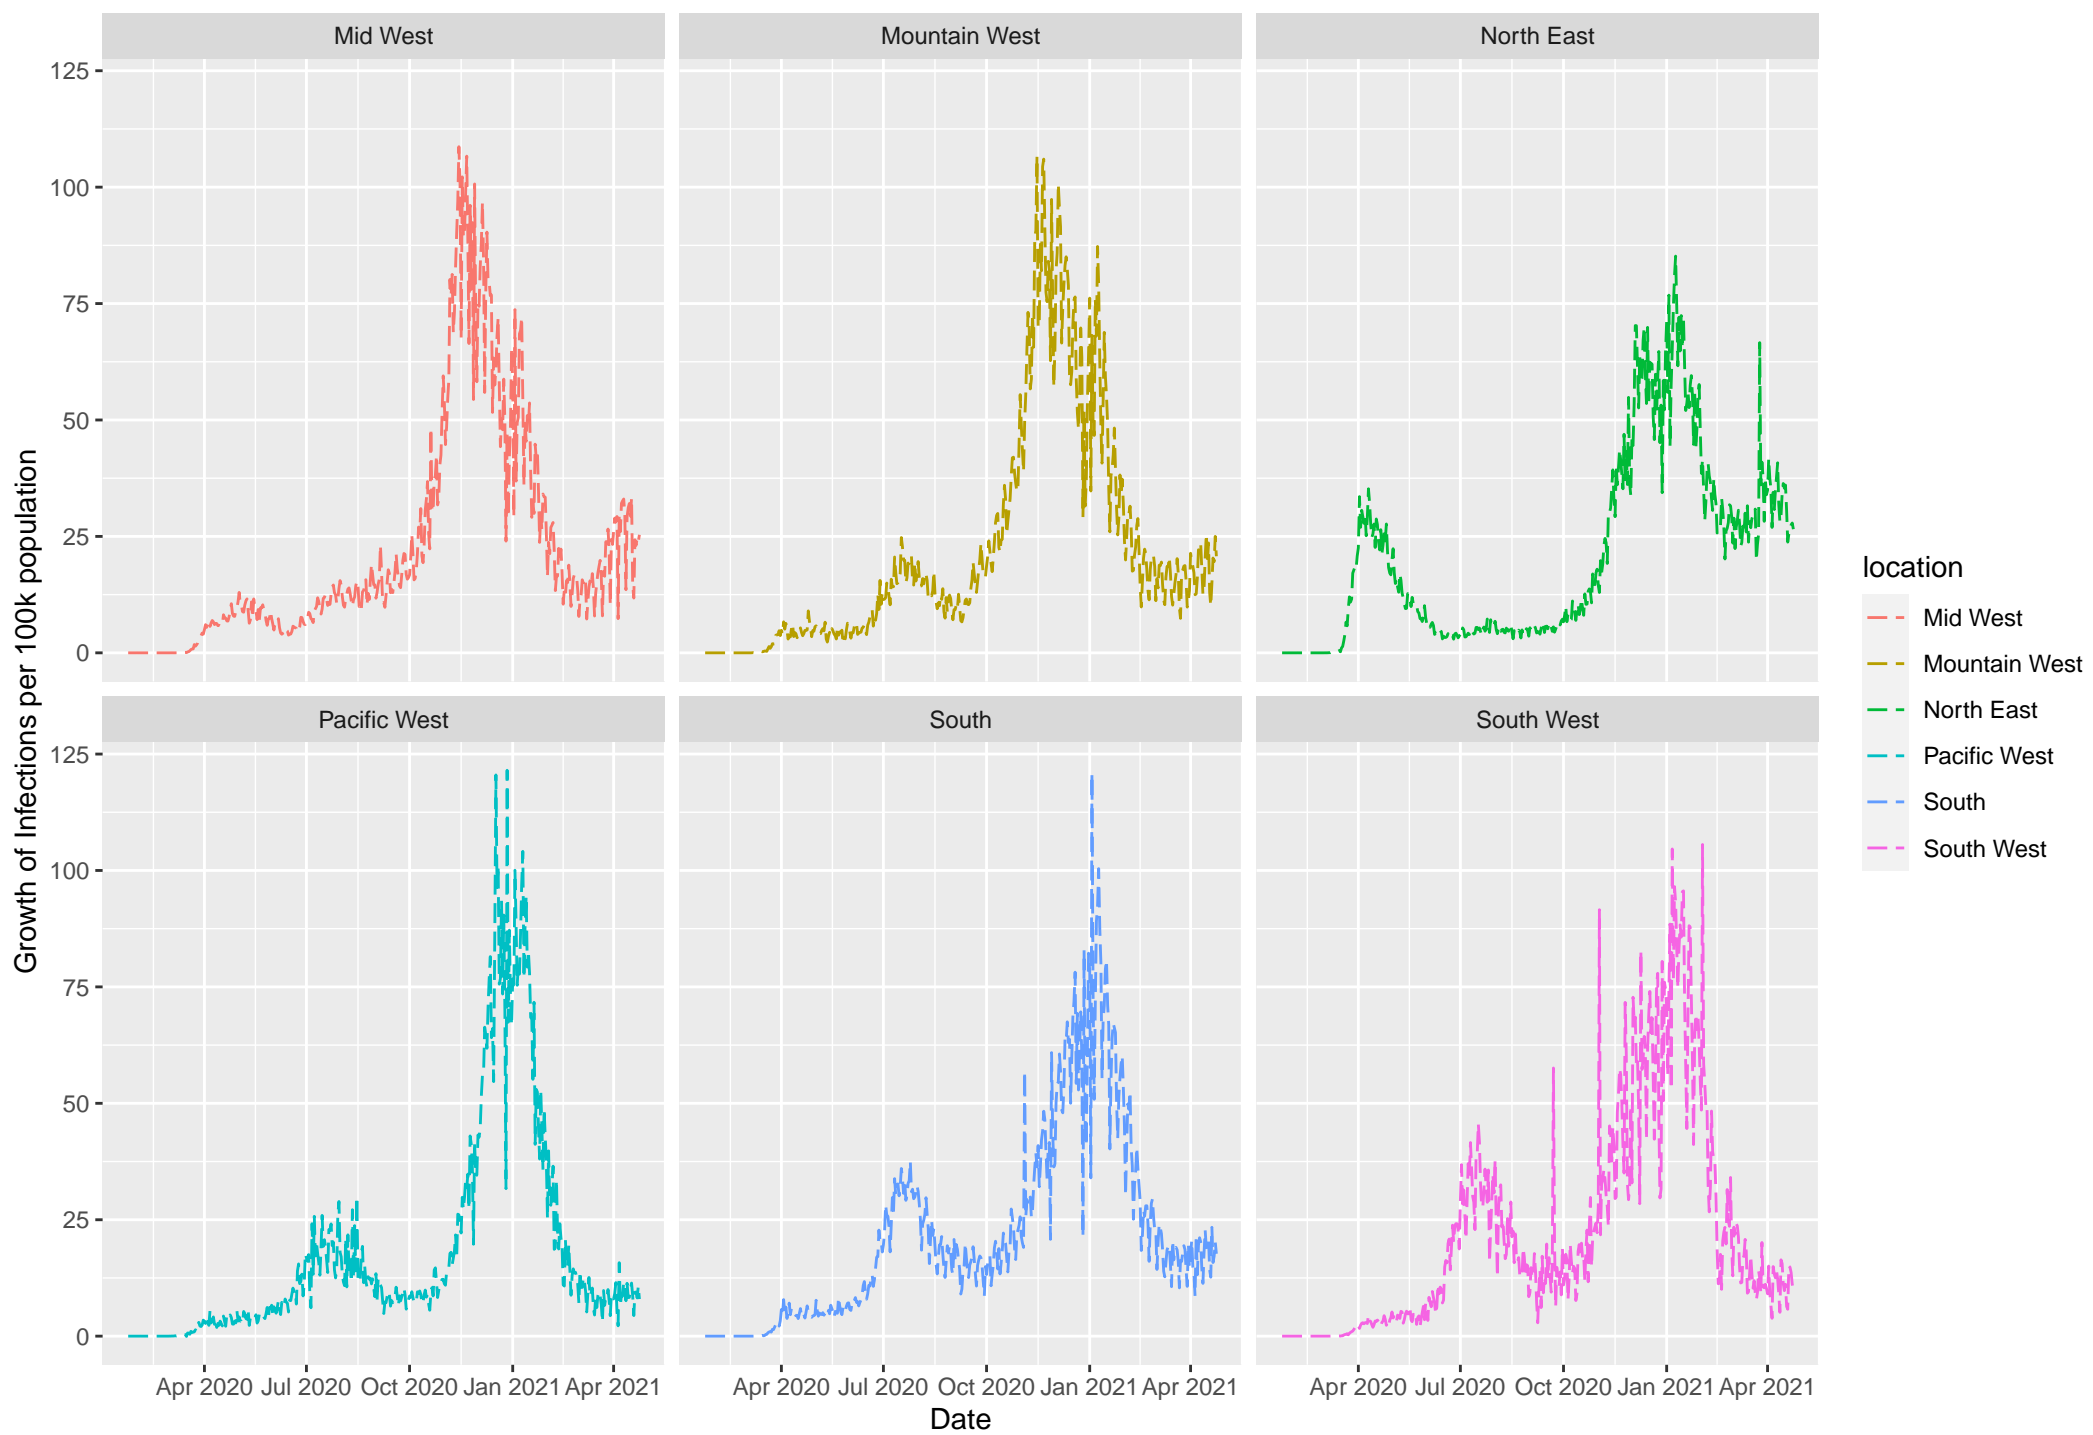 Mid West
Mountain West
North East
125
100
75
50
25
0
Pacific West
South
South West
125
100
75
50
25
0
Apr 2020 Jul 2020 Oct 2020 Jan 2021 Apr 2021
Apr 2020 Jul 2020 Oct 2020 Jan 2021 Apr 2021
Apr 2020 Jul 2020 Oct 2020 Jan 2021 Apr 2021
Date
Growth of Infections per 100k population
location
Mid West
Mountain West
North East
Pacific West
South
South West